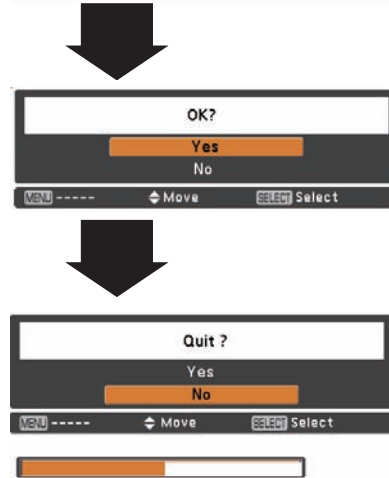 OK?
Yes
No
MENU ----- Move SELECT Select
Quit ?
Yes
No
MENU ----- Move SELECT Select